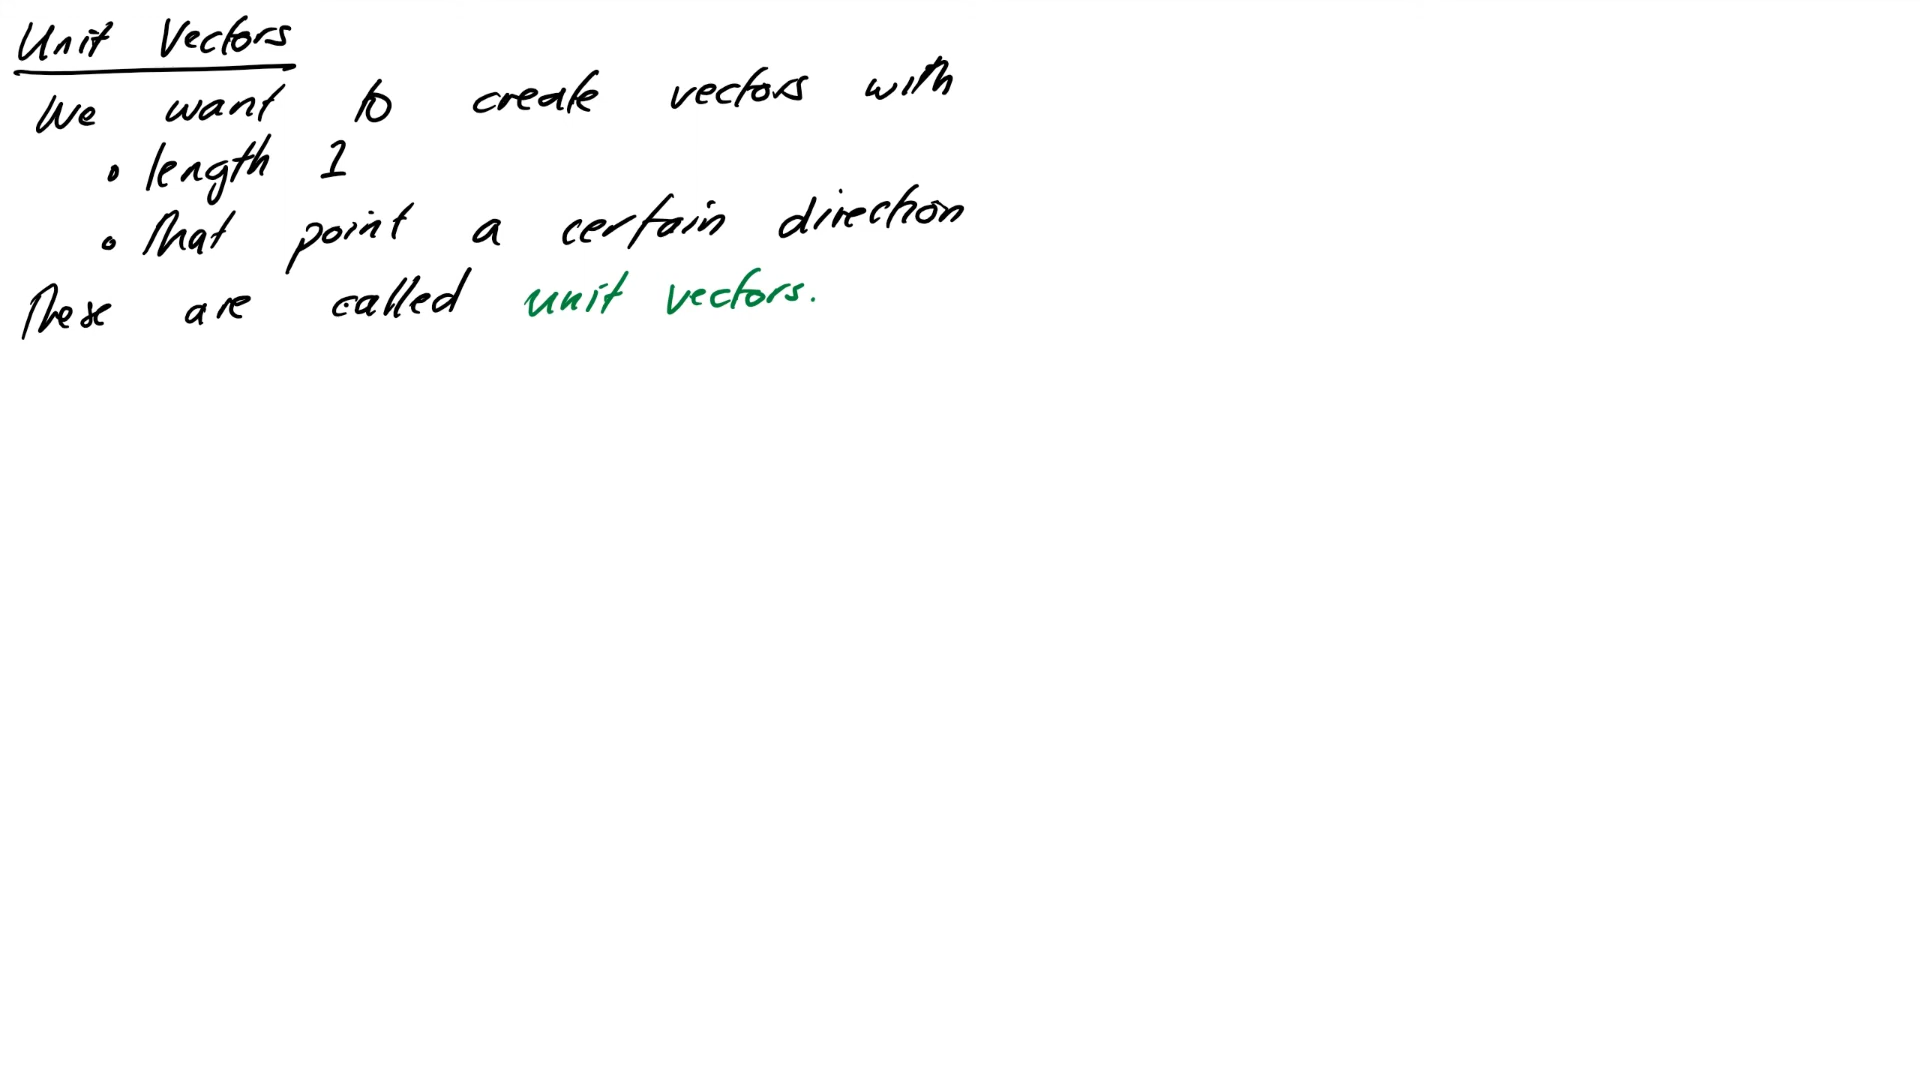 Unit Vectors
We want to create vectors with
• length 1
• that point a certain direction
These are called unit vectors.